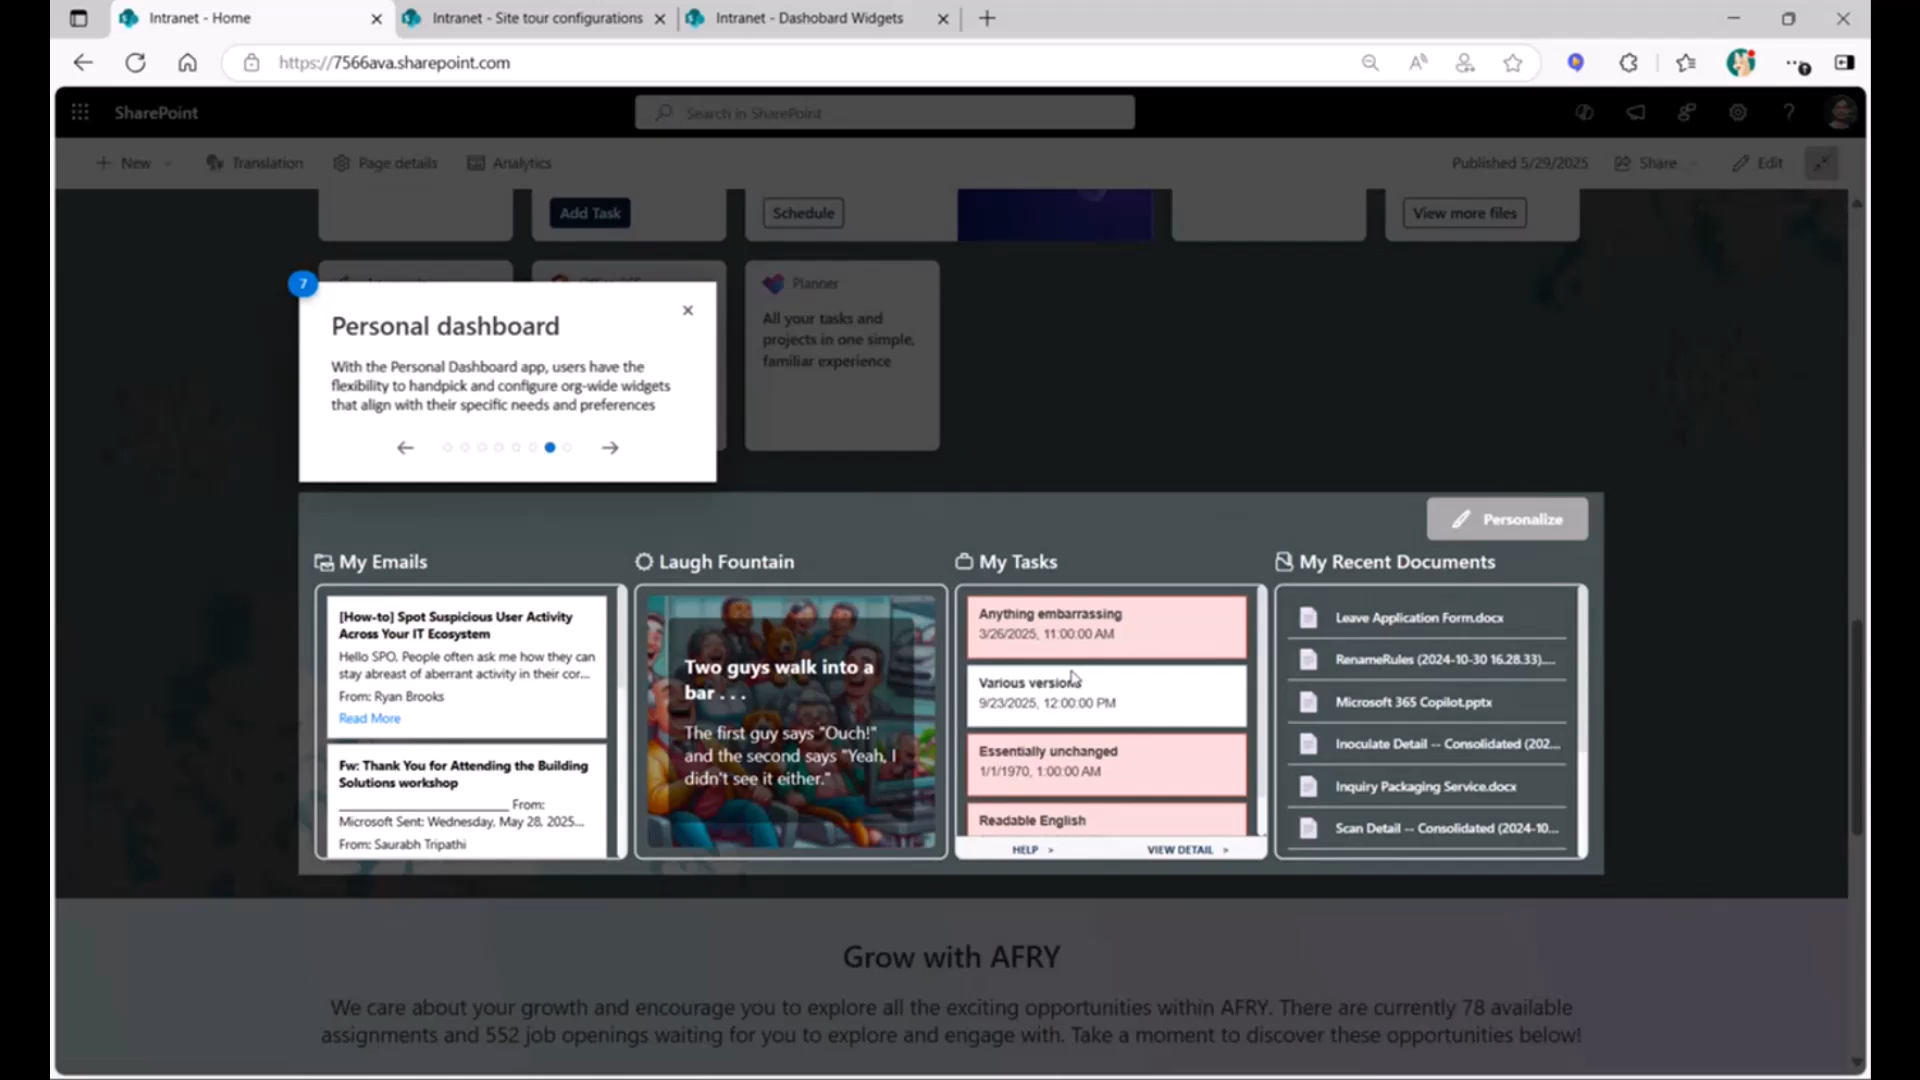 Intranet - Home
Intranet - Site tour configurations
Intranet - Dashobard Widgets
https://7566ava.sharepoint.com
SharePoint
Search in SharePoint
New
Translation
Page details
Analytics
Published 5/29/2025
Share
Edit
Add Task
Schedule
View more files
7
Planner
All your tasks and
projects in one simple,
familiar experience
Personal dashboard
With the Personal Dashboard app, users have the
flexibility to handpick and configure org-wide widgets
that align with their specific needs and preferences
Personalize
My Emails
[How-to] Spot Suspicious User Activity
Across Your IT Ecosystem
Hello SPO, People often ask me how they can
stay abreast of aberrant activity in their cor...
From: Ryan Brooks
Read More
Fw: Thank You for Attending the Building
Solutions workshop
________________________________ From:
Microsoft Sent: Wednesday, May 28, 2025...
From: Saurabh Tripathi
Laugh Fountain
Two guys walk into a
bar . . .
The first guy says "Ouch!"
and the second says "Yeah, I
didn't see it either."
My Tasks
Anything embarrassing
3/26/2025, 11:00:00 AM
Various versions
9/23/2025, 12:00:00 PM
Essentially unchanged
1/1/1970, 1:00:00 AM
Readable English
HELP >
VIEW DETAIL >
My Recent Documents
Leave Application Form.docx
RenameRules (2024-10-30 16.28.33)....
Microsoft 365 Copilot.pptx
Inoculate Detail -- Consolidated (202...
Inquiry Packaging Service.docx
Scan Detail -- Consolidated (2024-10...
Grow with AFRY
We care about your growth and encourage you to explore all the exciting opportunities within AFRY. There are currently 78 available
assignments and 552 job openings waiting for you to explore and engage with. Take a moment to discover these opportunities below!